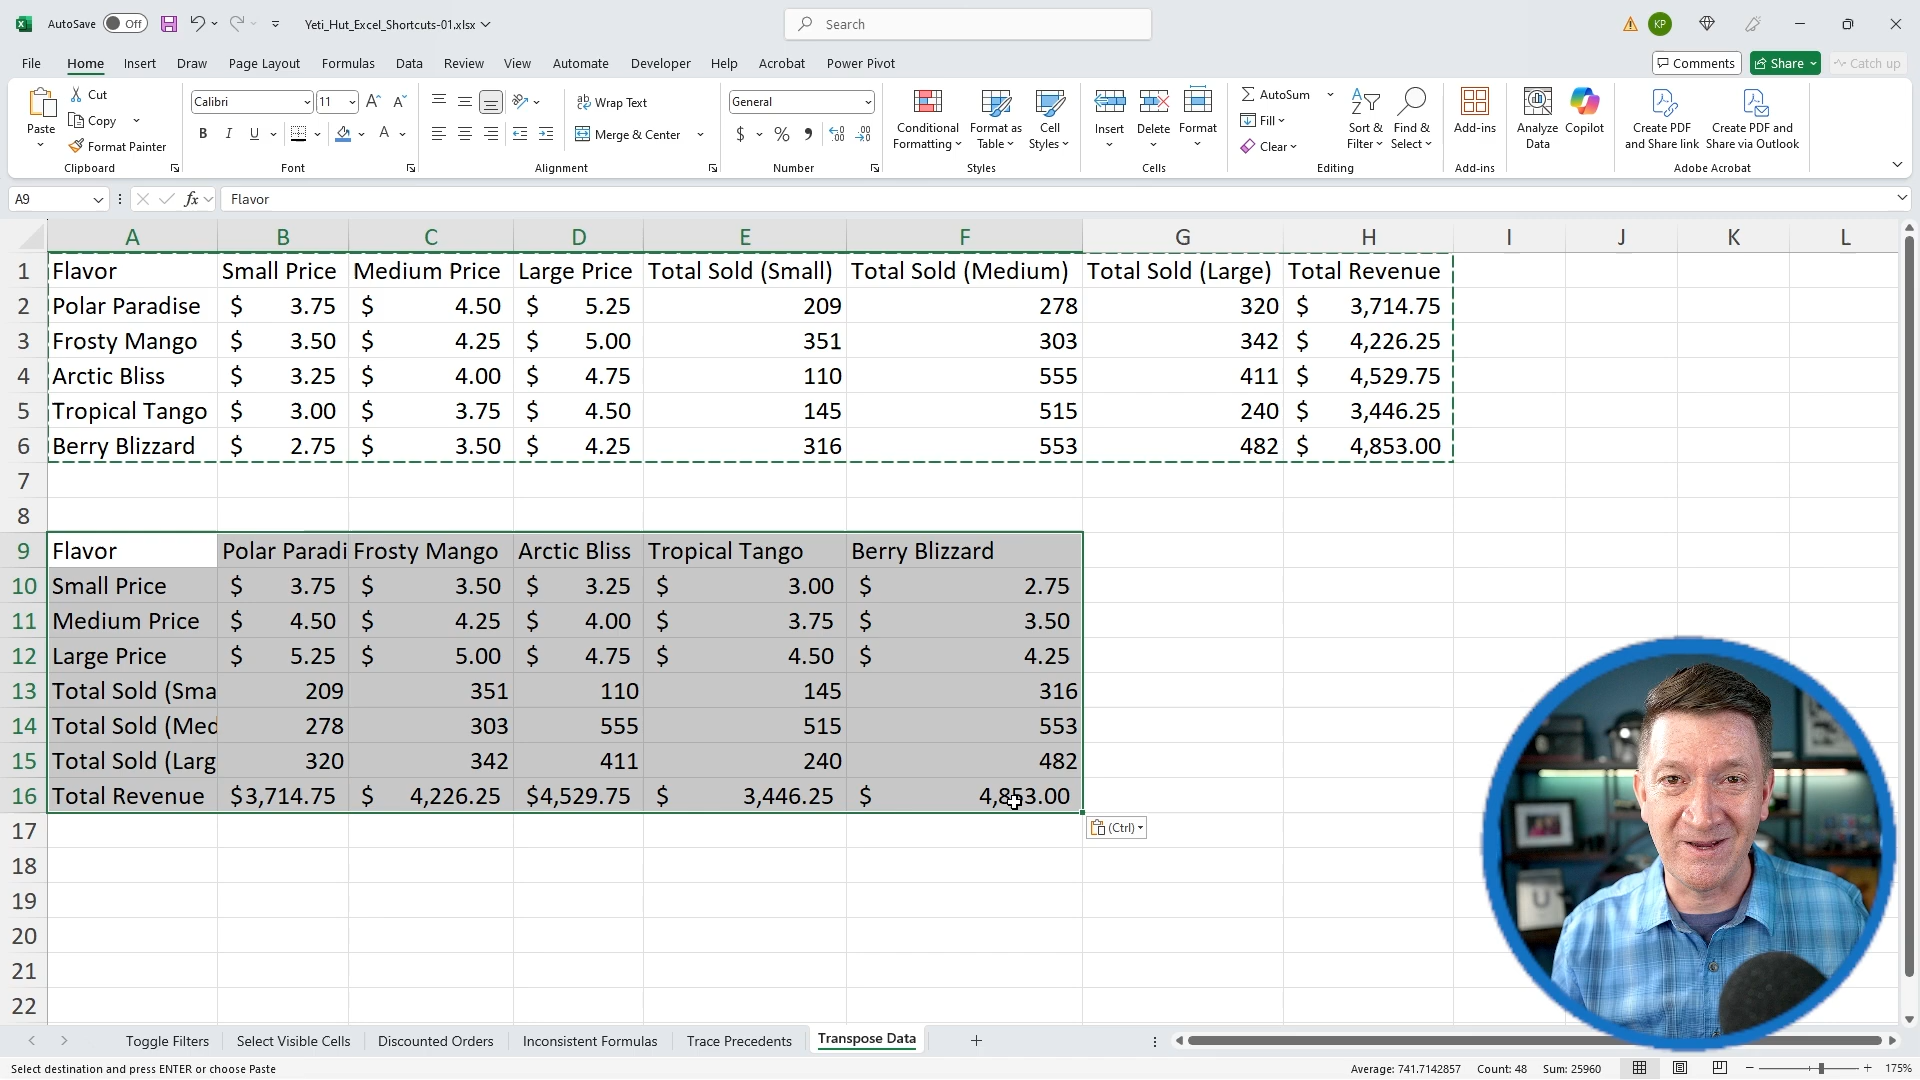 AutoSave Off Yeti_Hut_Excel_Shortcuts-01.xlsx Search KP
File Home Insert Draw Page Layout Formulas Data Review View Automate Developer Help Acrobat Power Pivot Comments Share Catch up
Paste Cut Copy Format Painter Clipboard
Calibri 11 B I U A Font
Wrap Text Merge & Center Alignment
General $ % Number
Conditional Formatting Format as Table Cell Styles Styles
Insert Delete Format Cells
AutoSum Fill Clear Sort & Filter Find & Select Editing
Add-ins Add-ins
Analyze Data Copilot
Create PDF and Share link Create PDF and Share via Outlook Adobe Acrobat
A9 fx Flavor
A B C D E F G H I J K L
1 Flavor Small Price Medium Price Large Price Total Sold (Small) Total Sold (Medium) Total Sold (Large) Total Revenue
2 Polar Paradise $ 3.75 $ 4.50 $ 5.25 209 278 320 $ 3,714.75
3 Frosty Mango $ 3.50 $ 4.25 $ 5.00 351 303 342 $ 4,226.25
4 Arctic Bliss $ 3.25 $ 4.00 $ 4.75 110 555 411 $ 4,529.75
5 Tropical Tango $ 3.00 $ 3.75 $ 4.50 145 515 240 $ 3,446.25
6 Berry Blizzard $ 2.75 $ 3.50 $ 4.25 316 553 482 $ 4,853.00
7
8
9 Flavor Polar Paradi Frosty Mango Arctic Bliss Tropical Tango Berry Blizzard
10 Small Price $ 3.75 $ 3.50 $ 3.25 $ 3.00 $ 2.75
11 Medium Price $ 4.50 $ 4.25 $ 4.00 $ 3.75 $ 3.50
12 Large Price $ 5.25 $ 5.00 $ 4.75 $ 4.50 $ 4.25
13 Total Sold (Sma 209 351 110 145 316
14 Total Sold (Med 278 303 555 515 553
15 Total Sold (Larg 320 342 411 240 482
16 Total Revenue $3,714.75 $ 4,226.25 $4,529.75 $ 3,446.25 $ 4,853.00
17 (Ctrl)
18
19
20
21
22
Toggle Filters Select Visible Cells Discounted Orders Inconsistent Formulas Trace Precedents Transpose Data
Select destination and press ENTER or choose Paste Average: 741.7142857 Count: 48 Sum: 25960 175%